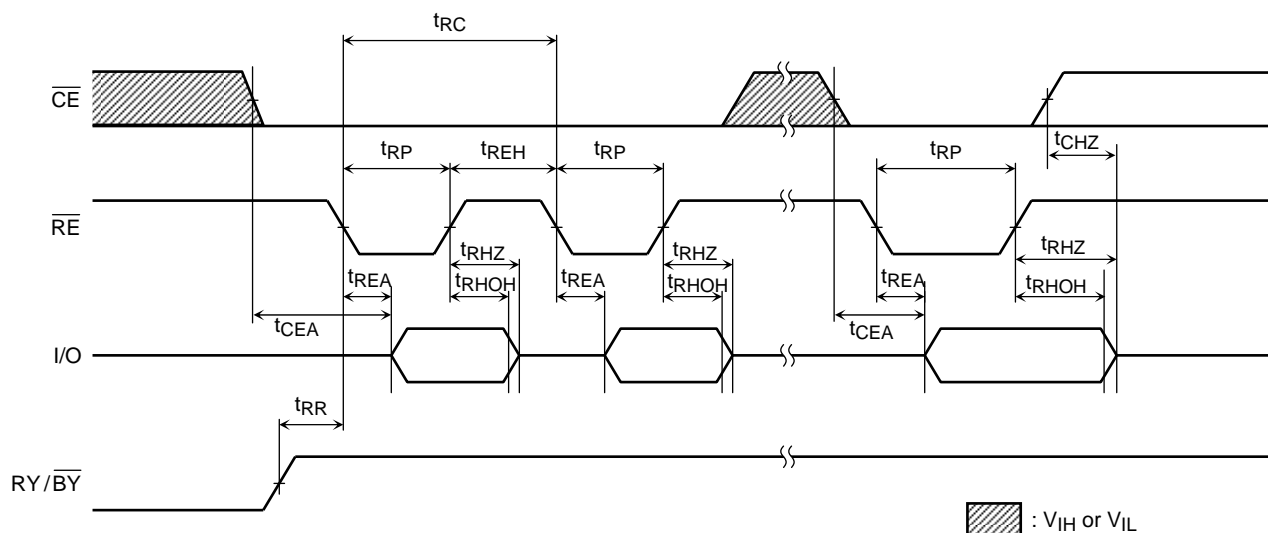 tRC
CE
tCHZ
tRP tREH tRP tRP
RE
tRHZ tRHZ tRHZ
tREA tRHOH tREA tRHOH tREA tRHOH
tCEA tCEA
I/O
tRR
RY/BY
: VIH or VIL